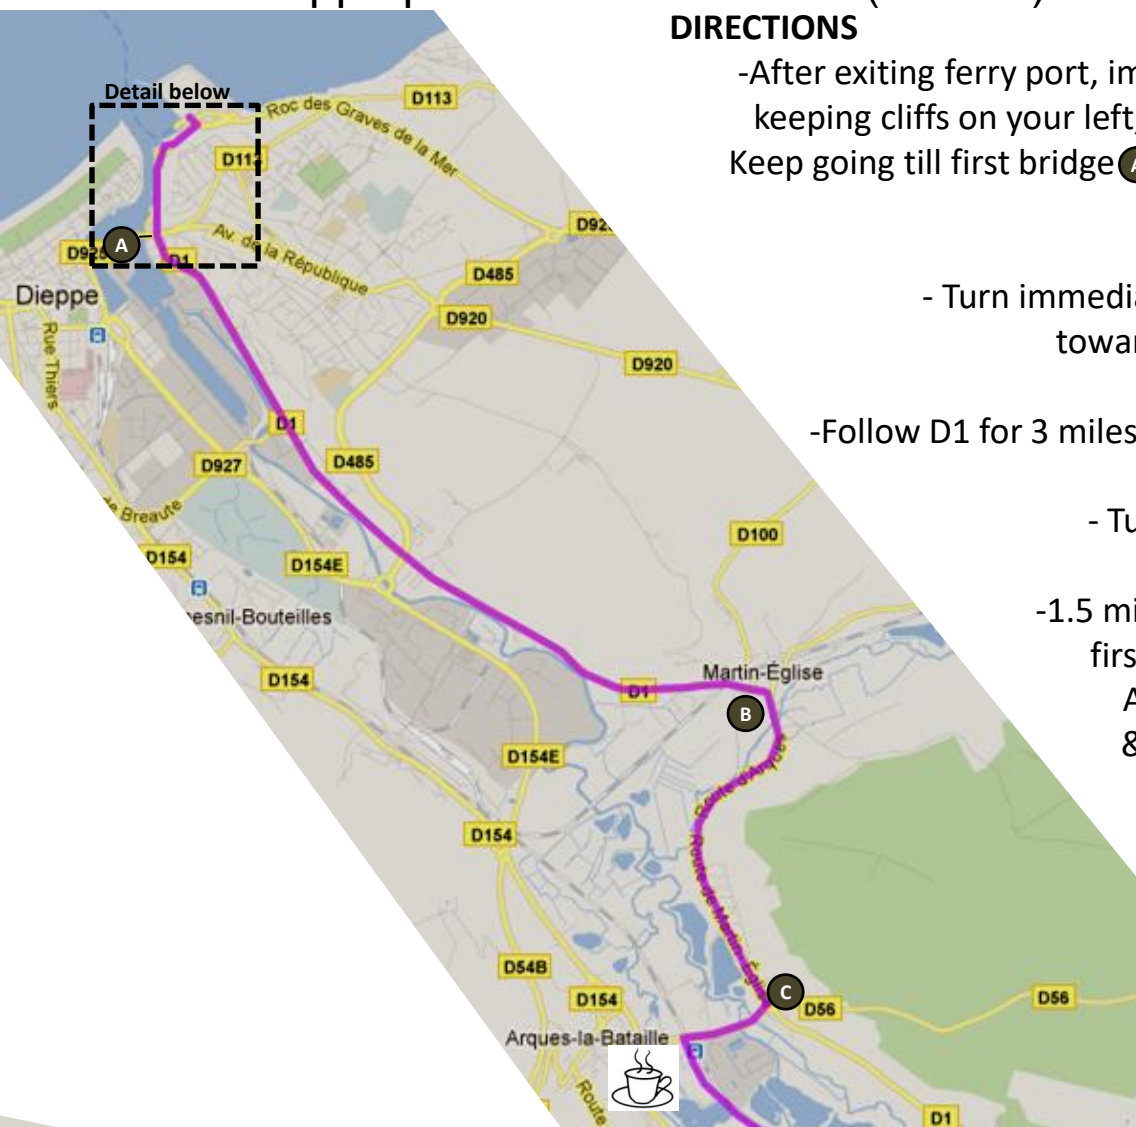 DIRECTIONS
-After exiting ferry port, im
keeping cliffs on your left,
Keep going till first bridge A
- Turn immedia
towar
-Follow D1 for 3 miles
- Tu
-1.5 mi
firs
A
&
Detail below
D113
Roc des Graves de la Mer
D113
D925
Av. de la République
A
D925
D1
D485
Dieppe
D920
Rue Thiers
D920
D1
D485
D927
de Breaute
D100
D154
D154E
esnil-Bouteilles
Martin-Église
D154
D1
B
D154E
Route d'Arques
D154
Route de Martin-Église
D54B
C
D154
D56
D56
Arques-la-Bataille
Route
D1